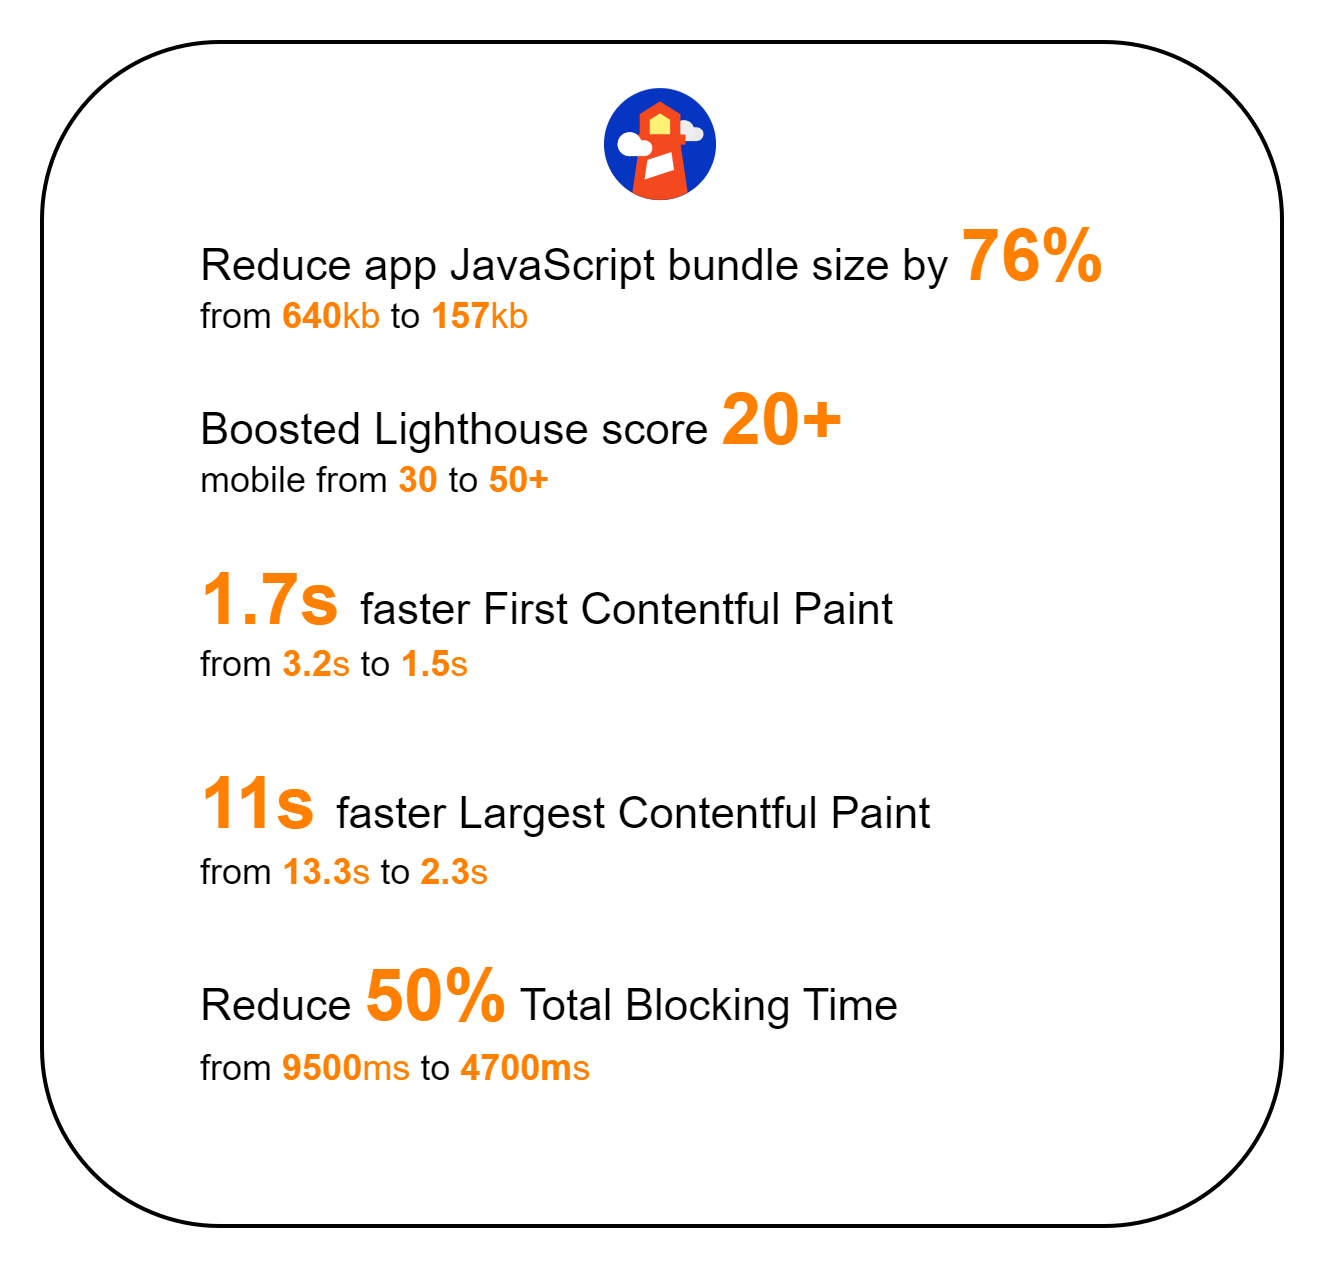 Reduce app JavaScript bundle size by 76%
from 640kb to 157kb
Boosted Lighthouse score 20+
mobile from 30 to 50+
1.7s faster First Contentful Paint
from 3.2s to 1.5s
11s faster Largest Contentful Paint
from 13.3s to 2.3s
Reduce 50% Total Blocking Time
from 9500ms to 4700ms